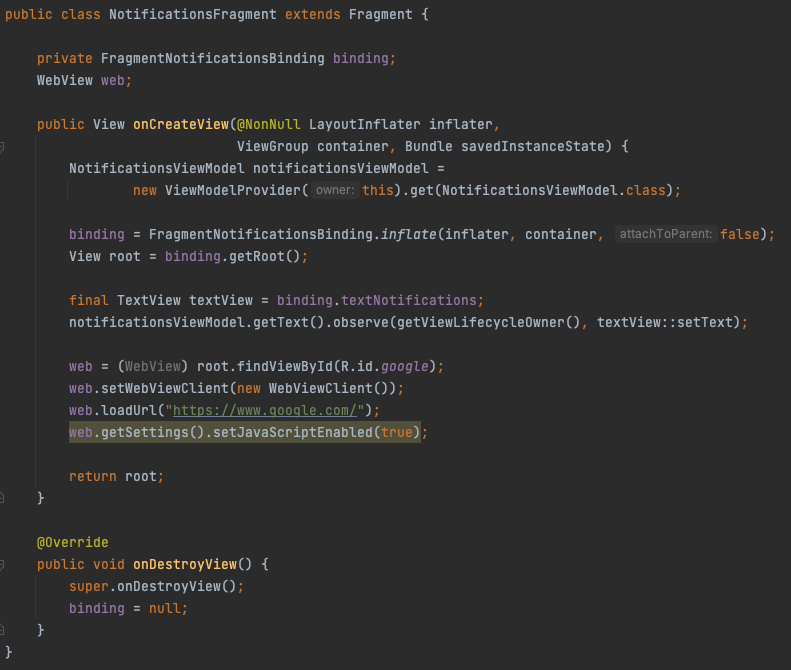 public class NotificationsFragment extends Fragment {
private FragmentNotificationsBinding binding;
WebView web;
public View onCreateView(@NonNull LayoutInflater inflater,
ViewGroup container, Bundle savedInstanceState) {
NotificationsViewModel notificationsViewModel =
new ViewModelProvider( owner: this).get(NotificationsViewModel.class);
binding = FragmentNotificationsBinding.inflate(inflater, container, attachToParent: false);
View root = binding.getRoot();
final TextView textView = binding.textNotifications;
notificationsViewModel.getText().observe(getViewLifecycleOwner(), textView::setText);
web = (WebView) root.findViewById(R.id.google);
web.setWebViewClient(new WebViewClient());
web.loadUrl("https://www.google.com/");
web.getSettings().setJavaScriptEnabled(true);
return root;
}
@Override
public void onDestroyView() {
super.onDestroyView();
binding = null;
}
}